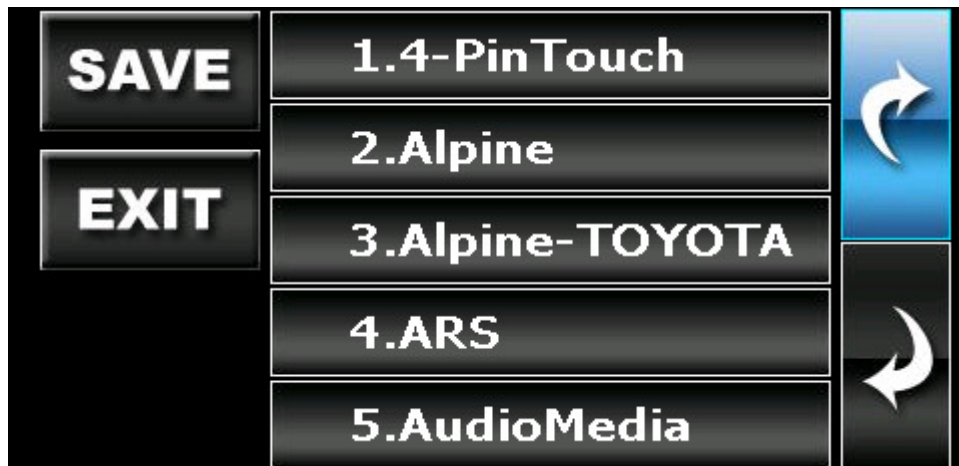 SAVE
EXIT
1.4-PinTouch
2.Alpine
3.Alpine-TOYOTA
4.ARS
5.AudioMedia